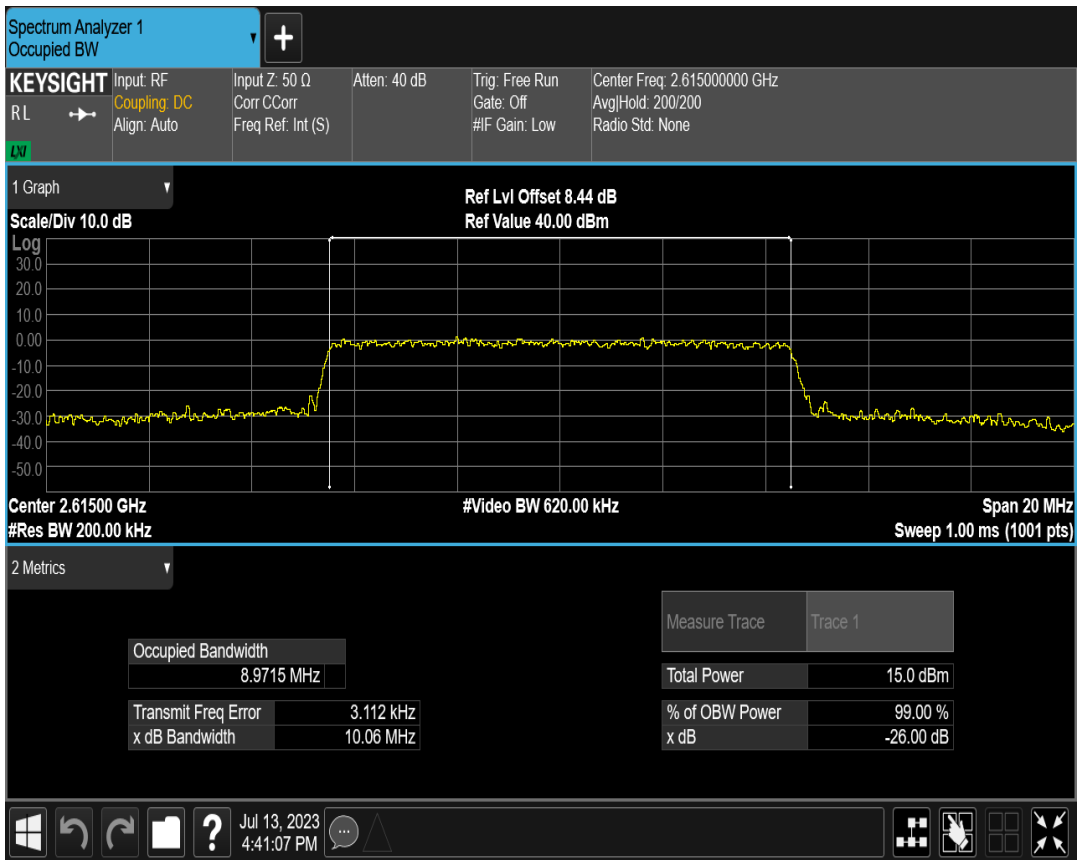 Spectrum Analyzer 1
Occupied BW
+
KEYSIGHT
RL
LXI
Input: RF
Coupling: DC
Align: Auto
Input Z: 50 Ω
Corr CCorr
Freq Ref: Int (S)
Atten: 40 dB
Trig: Free Run
Gate: Off
#IF Gain: Low
Center Freq: 2.615000000 GHz
Avg|Hold: 200/200
Radio Std: None
1 Graph
Scale/Div 10.0 dB
Ref Lvl Offset 8.44 dB
Ref Value 40.00 dBm
Log
30.0
20.0
10.0
0.00
-10.0
-20.0
-30.0
-40.0
-50.0
Center 2.61500 GHz
#Video BW 620.00 kHz
Span 20 MHz
#Res BW 200.00 kHz
Sweep 1.00 ms (1001 pts)
2 Metrics
Measure Trace Trace 1
Occupied Bandwidth
8.9715 MHz
Total Power 15.0 dBm
Transmit Freq Error 3.112 kHz
% of OBW Power 99.00 %
x dB Bandwidth 10.06 MHz
x dB -26.00 dB
?
Jul 13, 2023
4:41:07 PM